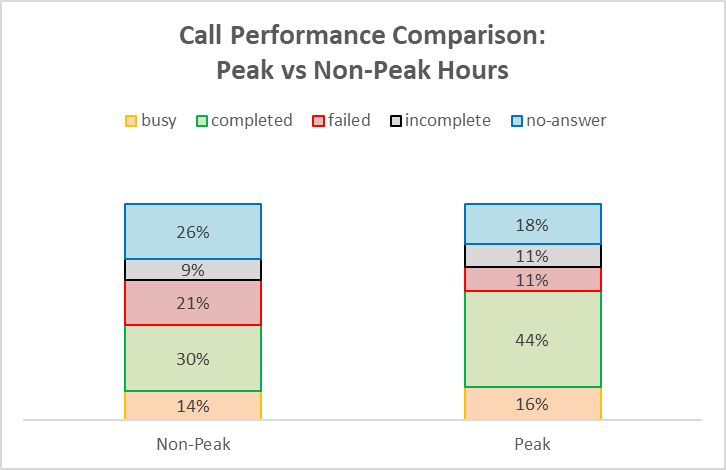 Call Performance Comparison:
Peak vs Non-Peak Hours
busy completed failed incomplete no-answer
26% 18%
9% 11%
21% 11%
30% 44%
14% 16%
Non-Peak Peak